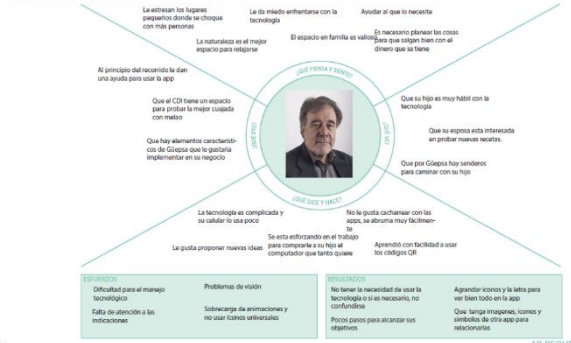 Le estresan los lugares
pequeños donde se choque
con más personas
Le da miedo enfrentarse con la
tecnología
Ayudar al que lo necesite
La naturaleza es el mejor
espacio para relajarse
El espacio en familia es valioso
Es necesario planear las cosas
para que salgan bien con el
dinero que se tiene
¿QUÉ PIENSA Y SIENTE?
Al principio del recorrido le dan
una ayuda para usar la app
Que el CDI tiene un espacio
para probar la mejor cuajada
con melao
Que hay elementos característi-
cos de Güepsa que le gustaría
implementar en su negocio
¿QUÉ OYE?
¿QUÉ VE?
Que su hijo es muy hábil con la
tecnología
Que su esposa esta interesada
en probar nuevas recetas.
Que por Güepsa hay senderos
para caminar con su hijo
¿QUÉ DICE Y HACE?
La tecnología es complicada y
su celular lo usa poco
No le gusta cacharrear con las
apps, se abruma muy fácilmen-
te
Le gusta proponer nuevas ideas
Se esta esforzando en el trabajo
para comprarle a su hijo el
computador que tanto quiere
Aprendió con facilidad a usar
los códigos QR
ESFUERZOS
Dificultad para el manejo
tecnológico
Problemas de visión
Falta de atención a las
indicaciones
Sobrecarga de animaciones y
no usar íconos universales
RESULTADOS
No tener la necesidad de usar la
tecnología o si es necesario, no
confundirse
Agrandar iconos y la letra para
ver bien todo en la app
Pocos pasos para alcanzar sus
objetivos
Que tanga imagenes, iconos y
simbolos de otra app para
relacionarlas